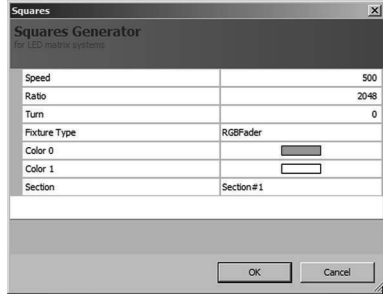 Squares
Squares Generator
for LED matrix systems
Speed 500
Ratio 2048
Turn 0
Fixture Type RGBFader
Color 0
Color 1
Section Section#1
OK Cancel